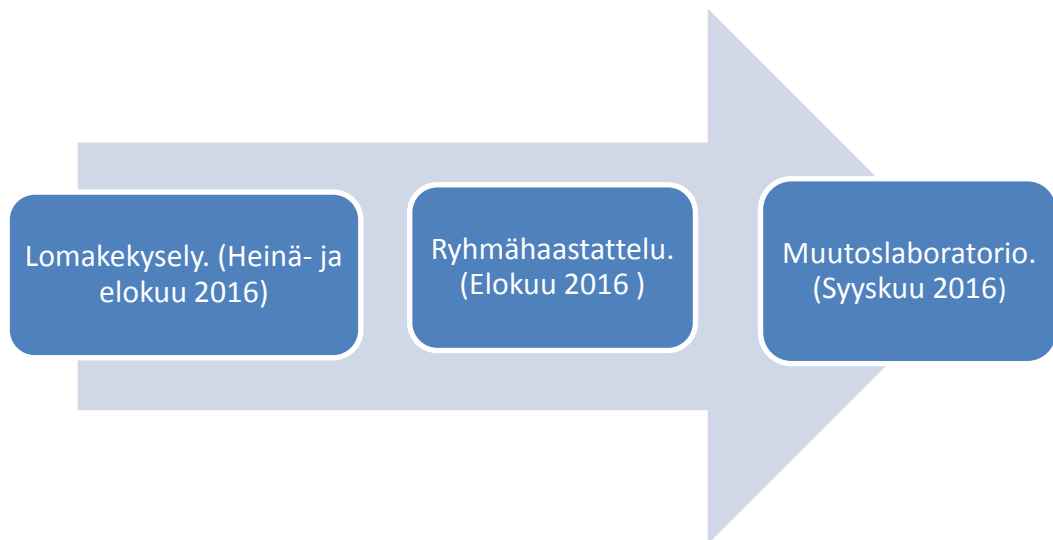 Lomakekysely. (Heinä- ja
elokuu 2016)
Ryhmähaastattelu.
(Elokuu 2016 )
Muutoslaboratorio.
(Syyskuu 2016)